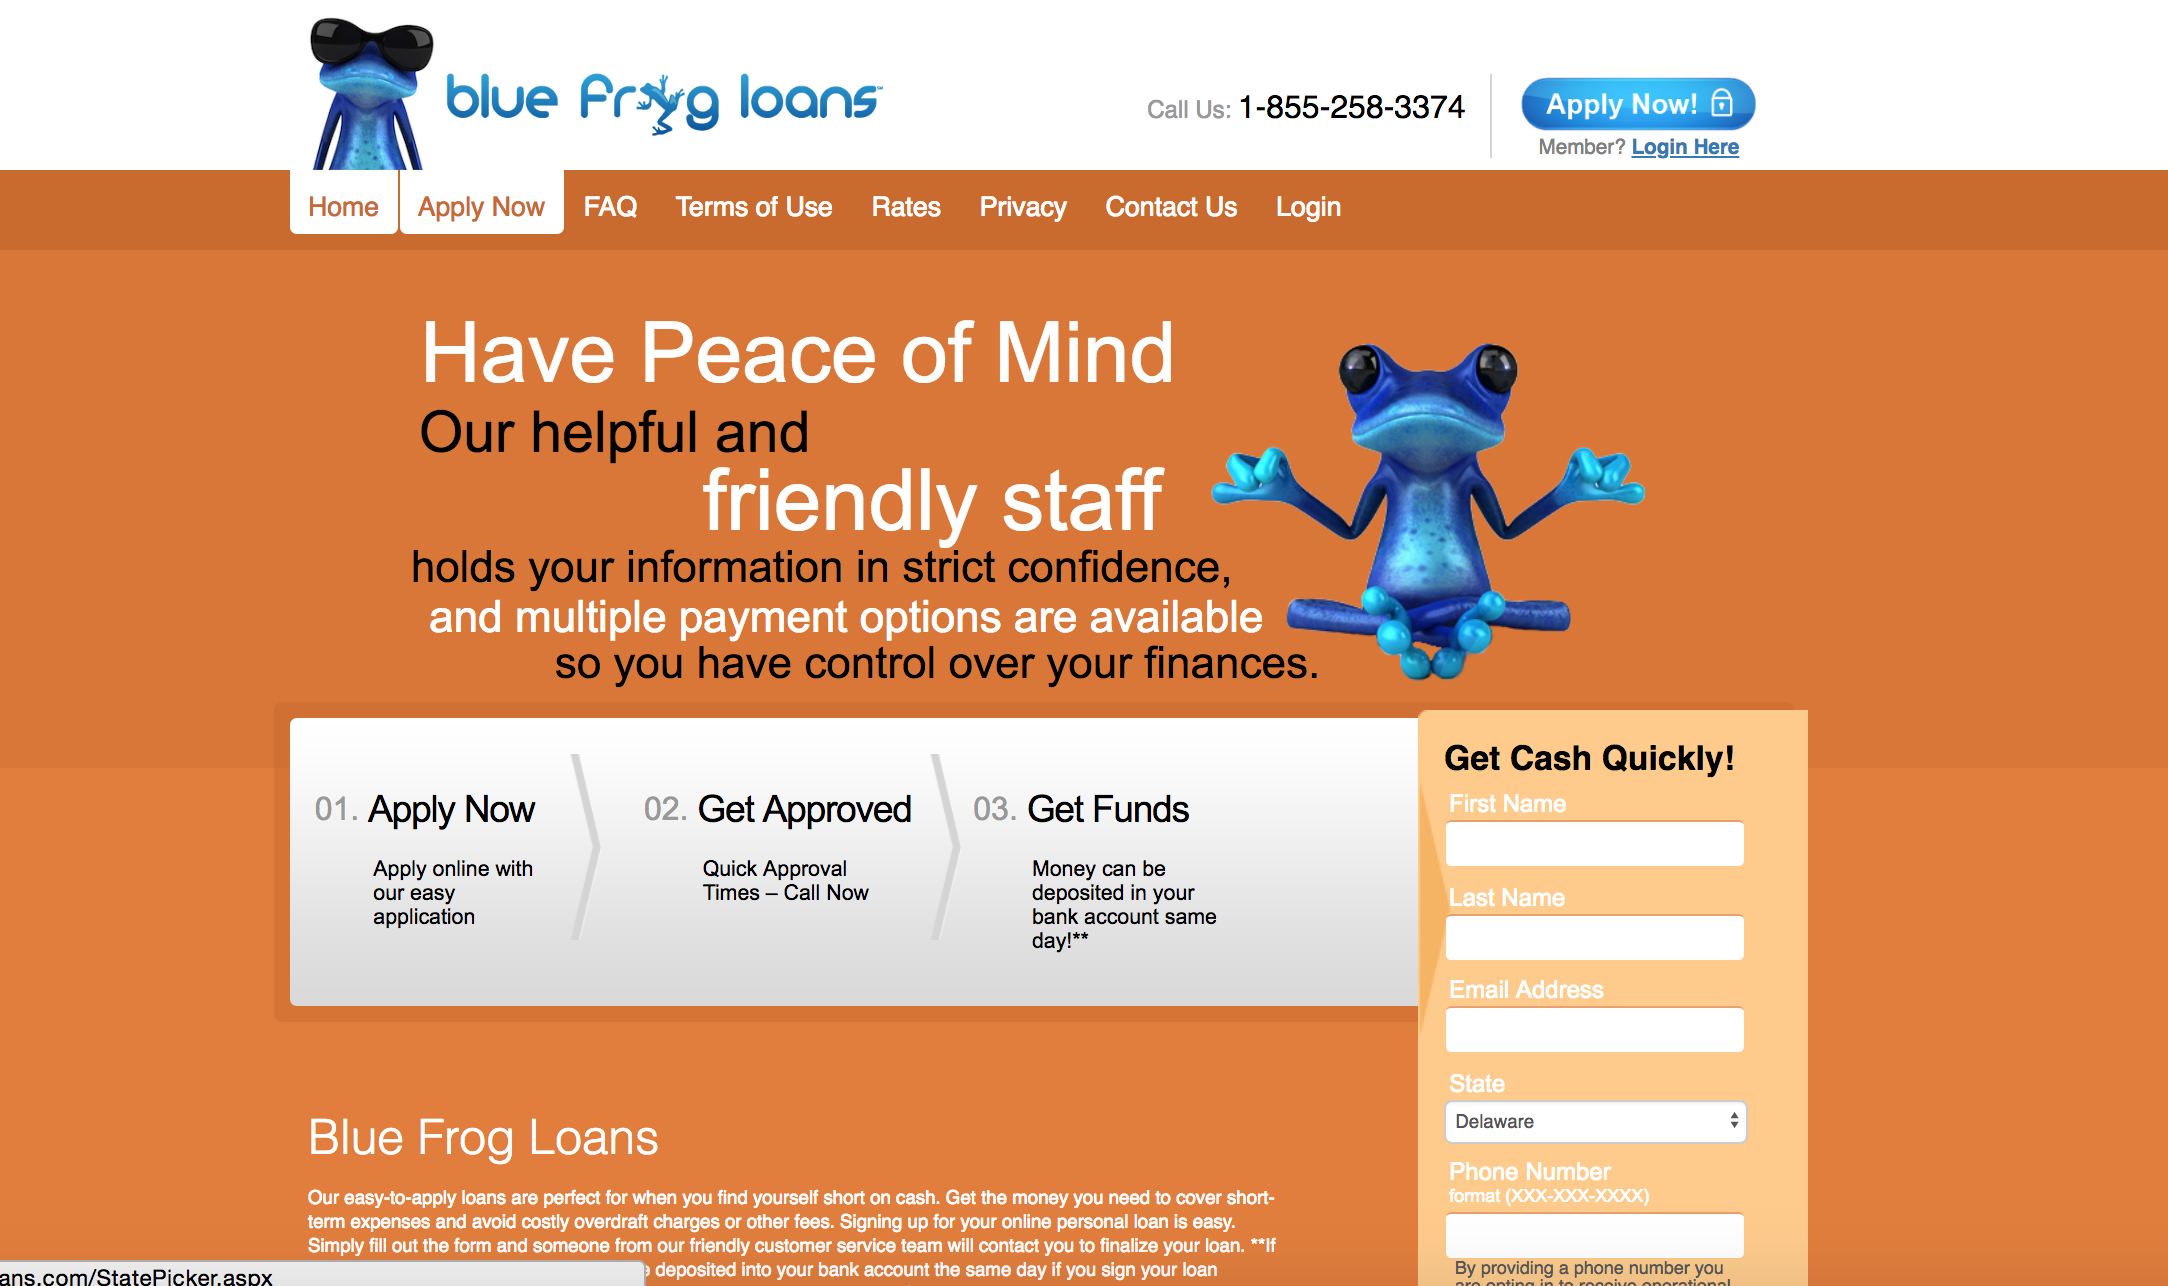 blue frog loans
Call Us: 1-855-258-3374
Apply Now!
Member? Login Here
Home Apply Now FAQ Terms of Use Rates Privacy Contact Us Login
Have Peace of Mind
Our helpful and
friendly staff
holds your information in strict confidence,
and multiple payment options are available
so you have control over your finances.
01. Apply Now
Apply online with
our easy
application
02. Get Approved
Quick Approval
Times – Call Now
03. Get Funds
Money can be
deposited in your
bank account same
day!**
Get Cash Quickly!
First Name
Last Name
Email Address
State
Delaware
Phone Number
format (XXX-XXX-XXXX)
By providing a phone number you
are opting in to receive operational
Blue Frog Loans
Our easy-to-apply loans are perfect for when you find yourself short on cash. Get the money you need to cover short-
term expenses and avoid costly overdraft charges or other fees. Signing up for your online personal loan is easy.
Simply fill out the form and someone from our friendly customer service team will contact you to finalize your loan. **If
deposited into your bank account the same day if you sign your loan
ans.com/StatePicker.aspx